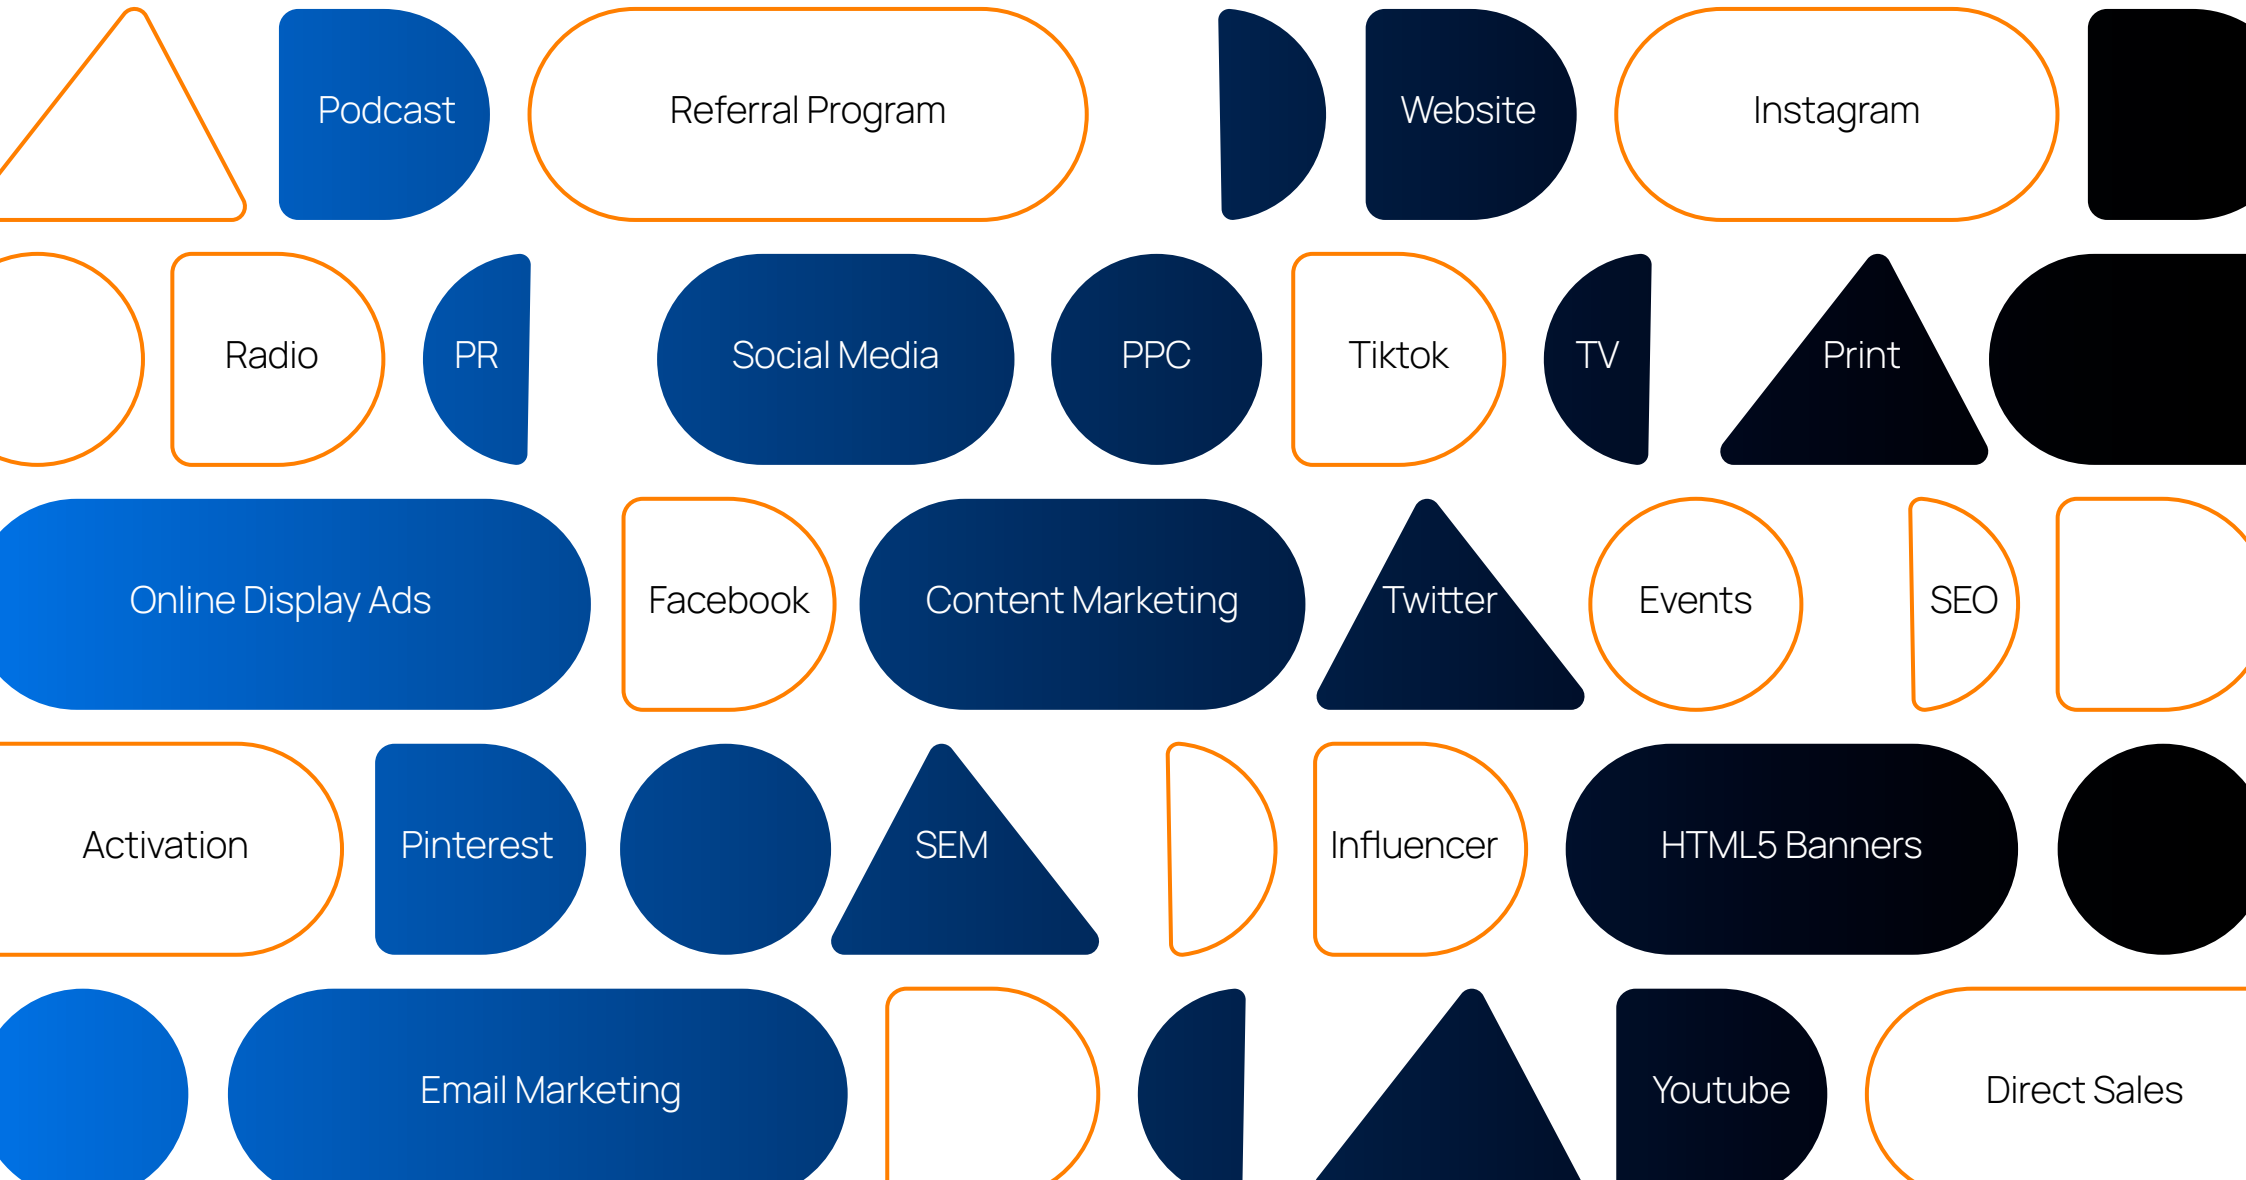 Podcast
Referral Program
Website
Instagram
Radio
PR
Social Media
PPC
Tiktok
TV
Print
Online Display Ads
Facebook
Content Marketing
Twitter
Events
SEO
Activation
Pinterest
SEM
Influencer
HTML5 Banners
Email Marketing
Youtube
Direct Sales